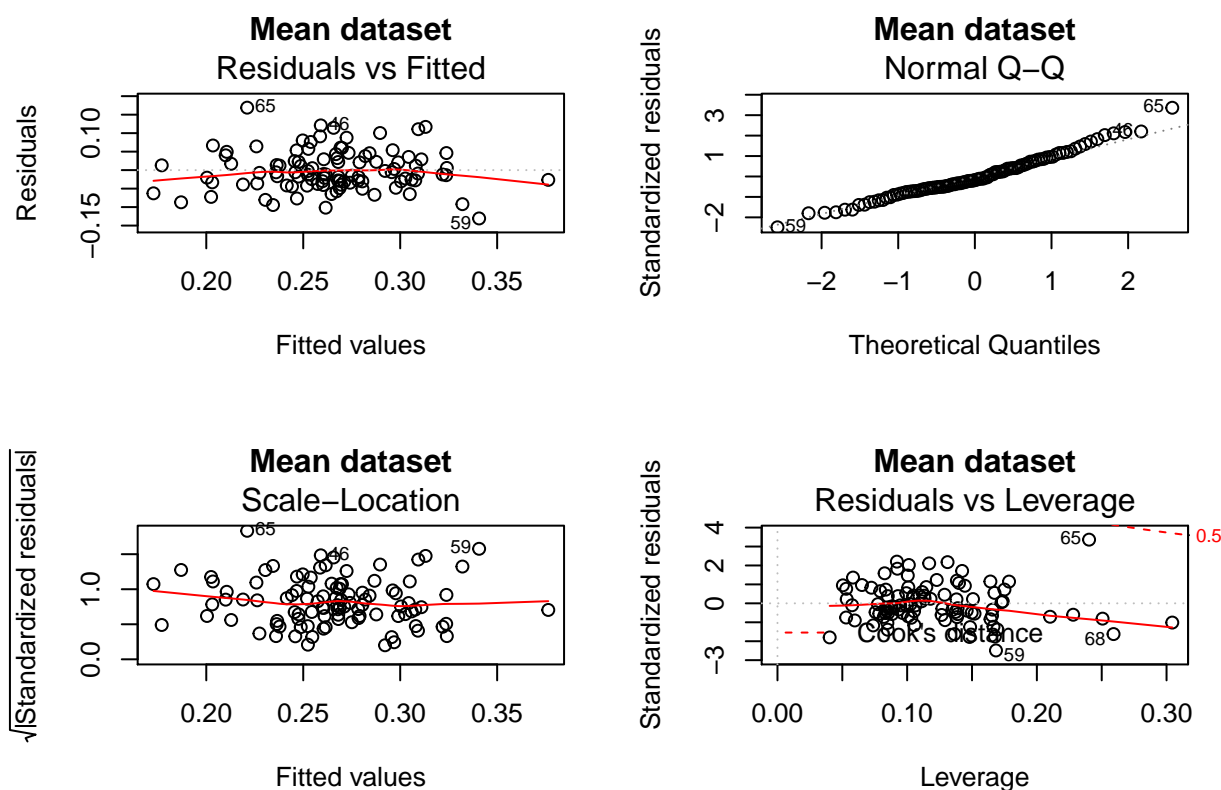 Mean dataset
Residuals vs Fitted
Residuals
0.10
−0.15
65
46
59
0.20 0.25 0.30 0.35
Fitted values
Mean dataset
Normal Q−Q
Standardized residuals
3
1
−2
65
46
59
−2 −1 0 1 2
Theoretical Quantiles
Mean dataset
Scale−Location
√|Standardized residuals|
1.0
0.0
65
46
59
0.20 0.25 0.30 0.35
Fitted values
Mean dataset
Residuals vs Leverage
Standardized residuals
4
0
−3
65
0.5
Cook's distance
68
59
0.00 0.10 0.20 0.30
Leverage